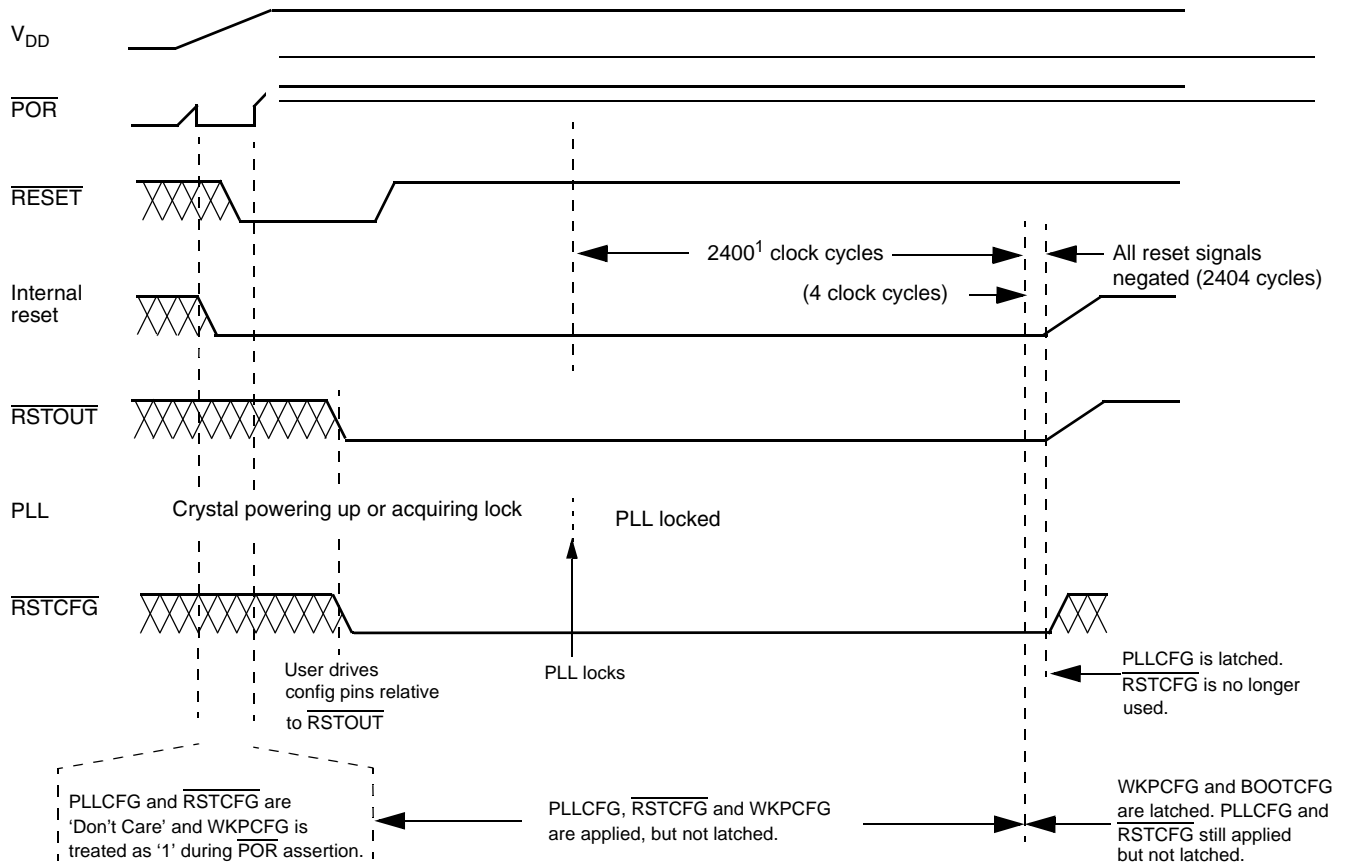 VDD
POR
RESET
2400¹ clock cycles
All reset signals
negated (2404 cycles)
Internal
reset
(4 clock cycles)
RSTOUT
PLL
Crystal powering up or acquiring lock
PLL locked
RSTCFG
User drives
config pins relative
to RSTOUT
PLL locks
PLLCFG is latched.
RSTCFG is no longer
used.
PLLCFG and RSTCFG are
‘Don’t Care’ and WKPCFG is
treated as ‘1’ during POR assertion.
PLLCFG, RSTCFG and WKPCFG
are applied, but not latched.
WKPCFG and BOOTCFG
are latched. PLLCFG and
RSTCFG still applied
but not latched.